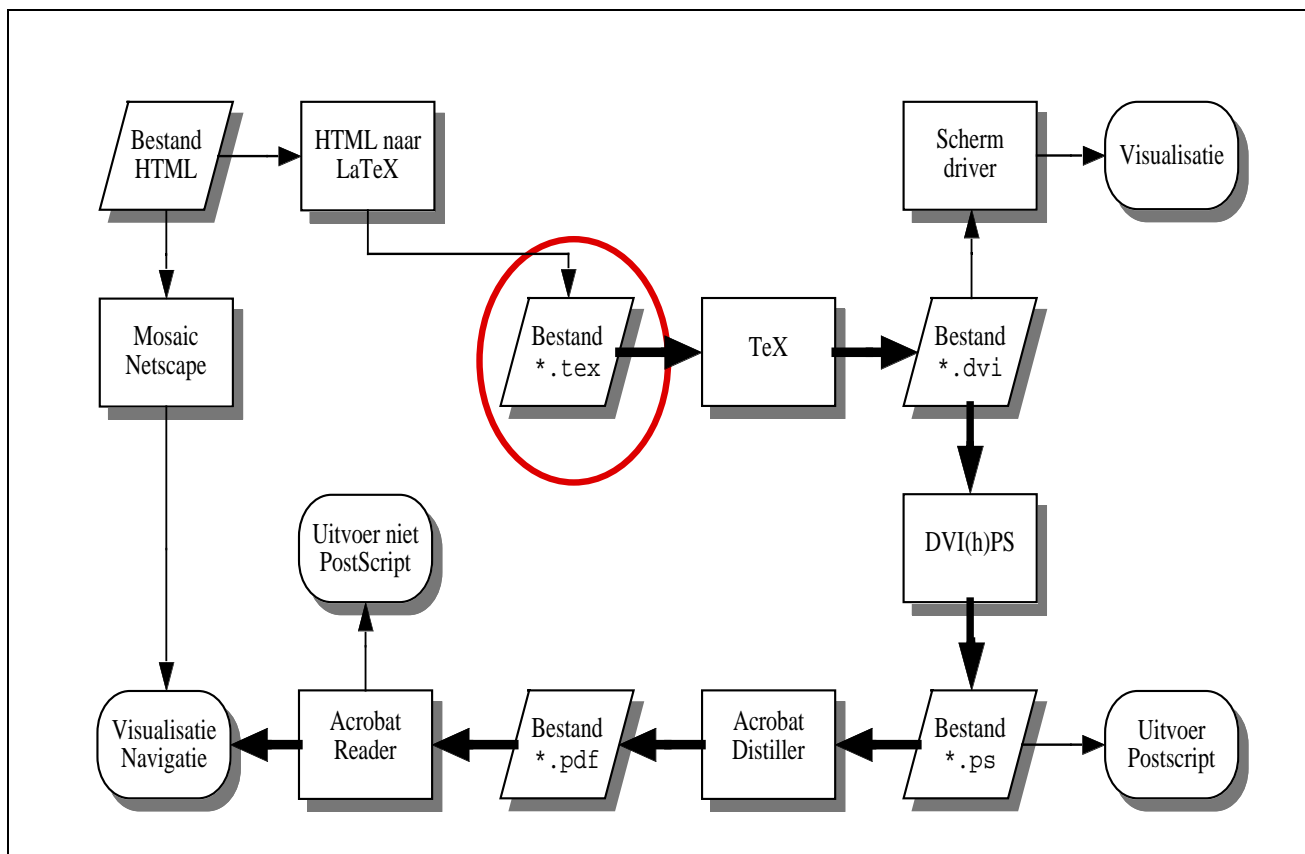 Bestand
HTML
HTML naar
LaTeX
Scherm
driver
Visualisatie
Mosaic
Netscape
Bestand
*.tex
TeX
Bestand
*.dvi
Uitvoer niet
PostScript
DVI(h)PS
Visualisatie
Navigatie
Acrobat
Reader
Bestand
*.pdf
Acrobat
Distiller
Bestand
*.ps
Uitvoer
Postscript